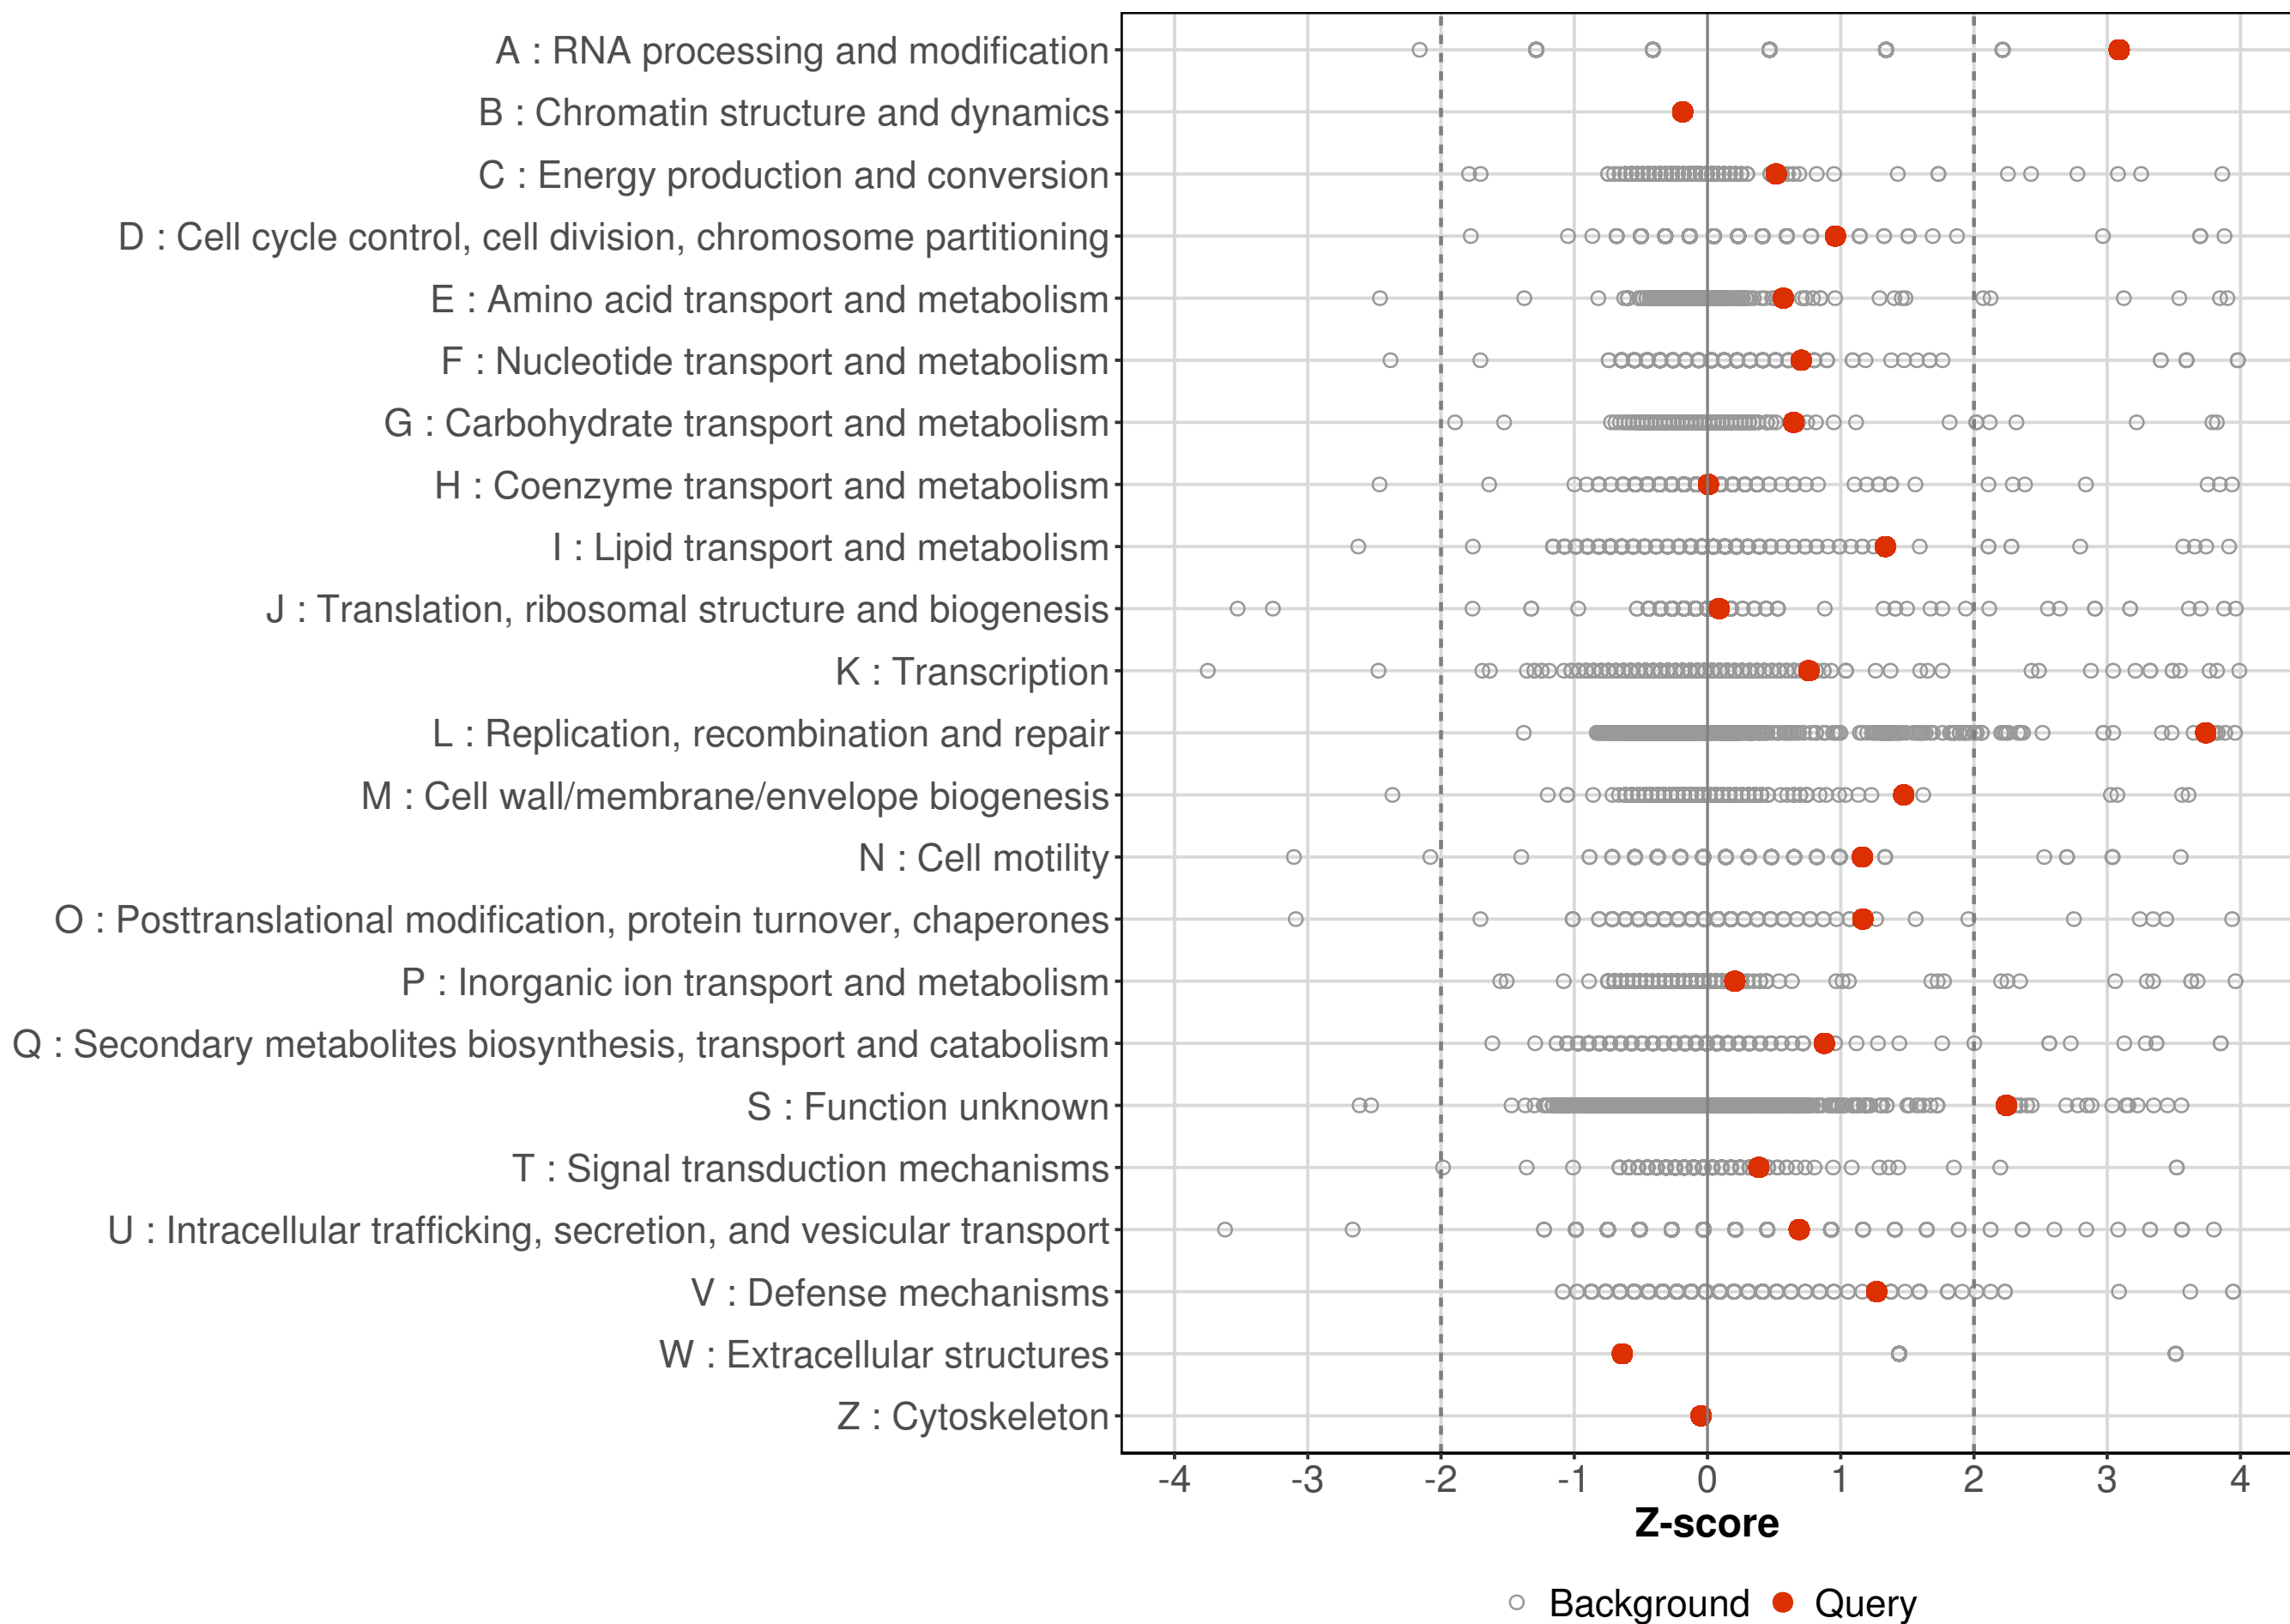 A : RNA processing and modification
B : Chromatin structure and dynamics
C : Energy production and conversion
D : Cell cycle control, cell division, chromosome partitioning
E : Amino acid transport and metabolism
F : Nucleotide transport and metabolism
G : Carbohydrate transport and metabolism
H : Coenzyme transport and metabolism
I : Lipid transport and metabolism
J : Translation, ribosomal structure and biogenesis
K : Transcription
L : Replication, recombination and repair
M : Cell wall/membrane/envelope biogenesis
N : Cell motility
O : Posttranslational modification, protein turnover, chaperones
P : Inorganic ion transport and metabolism
Q : Secondary metabolites biosynthesis, transport and catabolism
S : Function unknown
T : Signal transduction mechanisms
U : Intracellular trafficking, secretion, and vesicular transport
V : Defense mechanisms
W : Extracellular structures
Z : Cytoskeleton
-4 -3 -2 -1 0 1 2 3 4
Z-score
Background Query